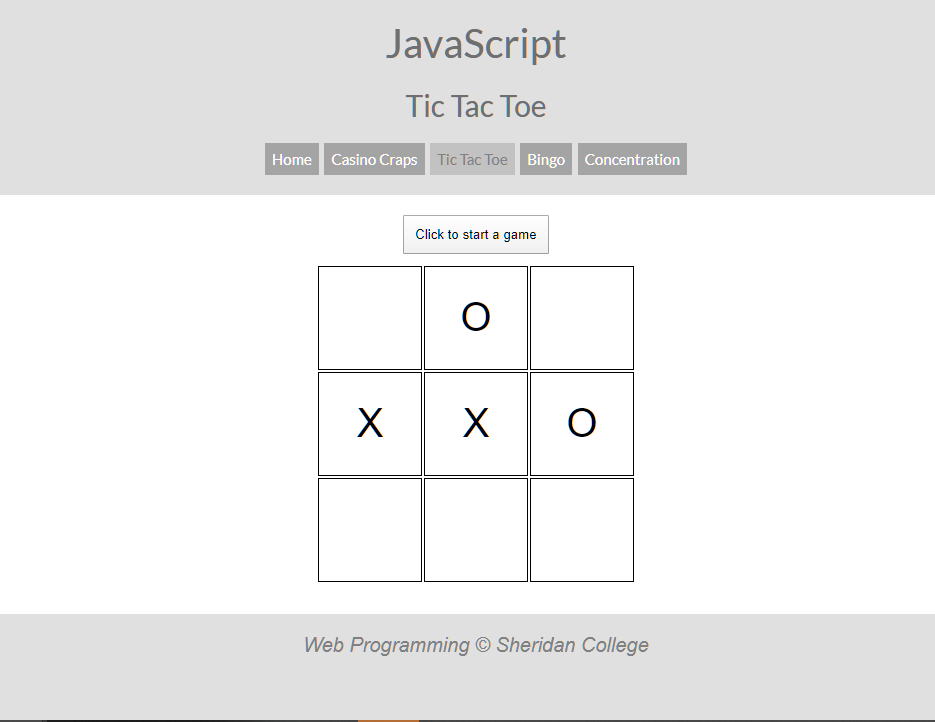 JavaScript
Tic Tac Toe
Home Casino Craps Tic Tac Toe Bingo Concentration
Click to start a game
O
X X O
Web Programming © Sheridan College